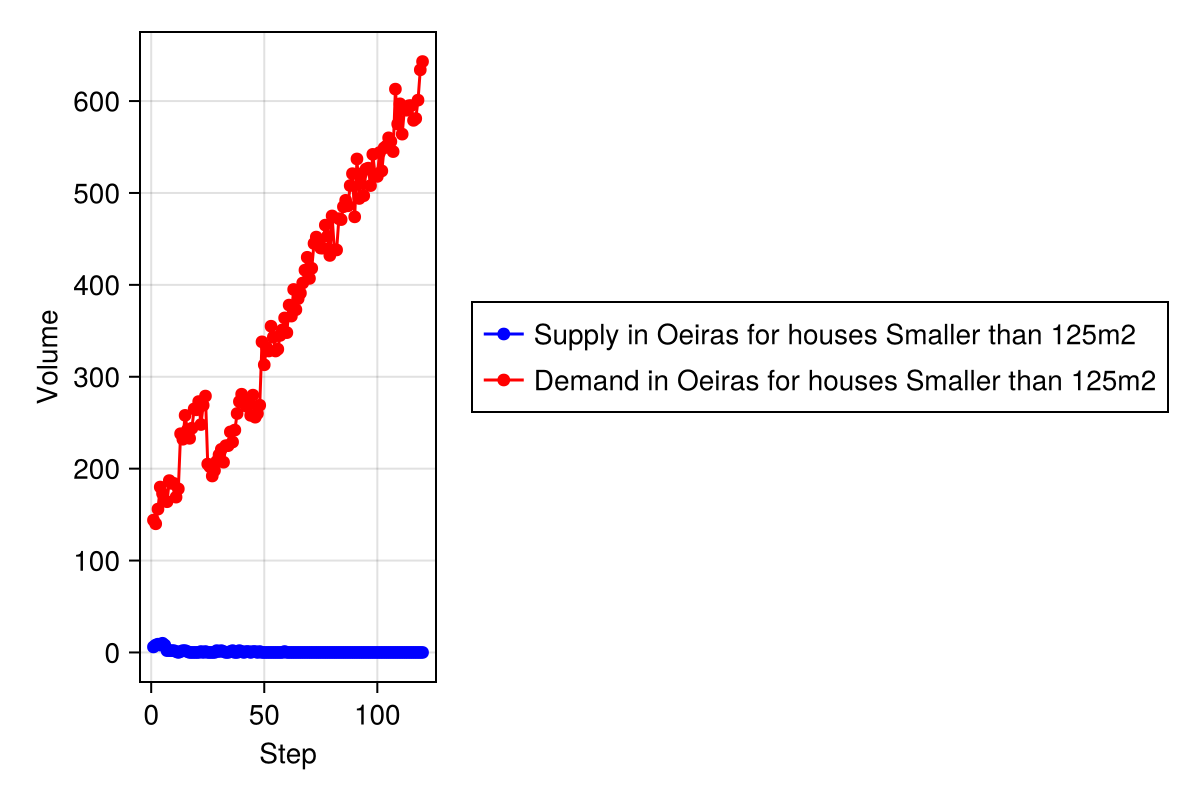 Volume
600
500
400
300
200
100
0
0 50 100
Step
Supply in Oeiras for houses Smaller than 125m2
Demand in Oeiras for houses Smaller than 125m2